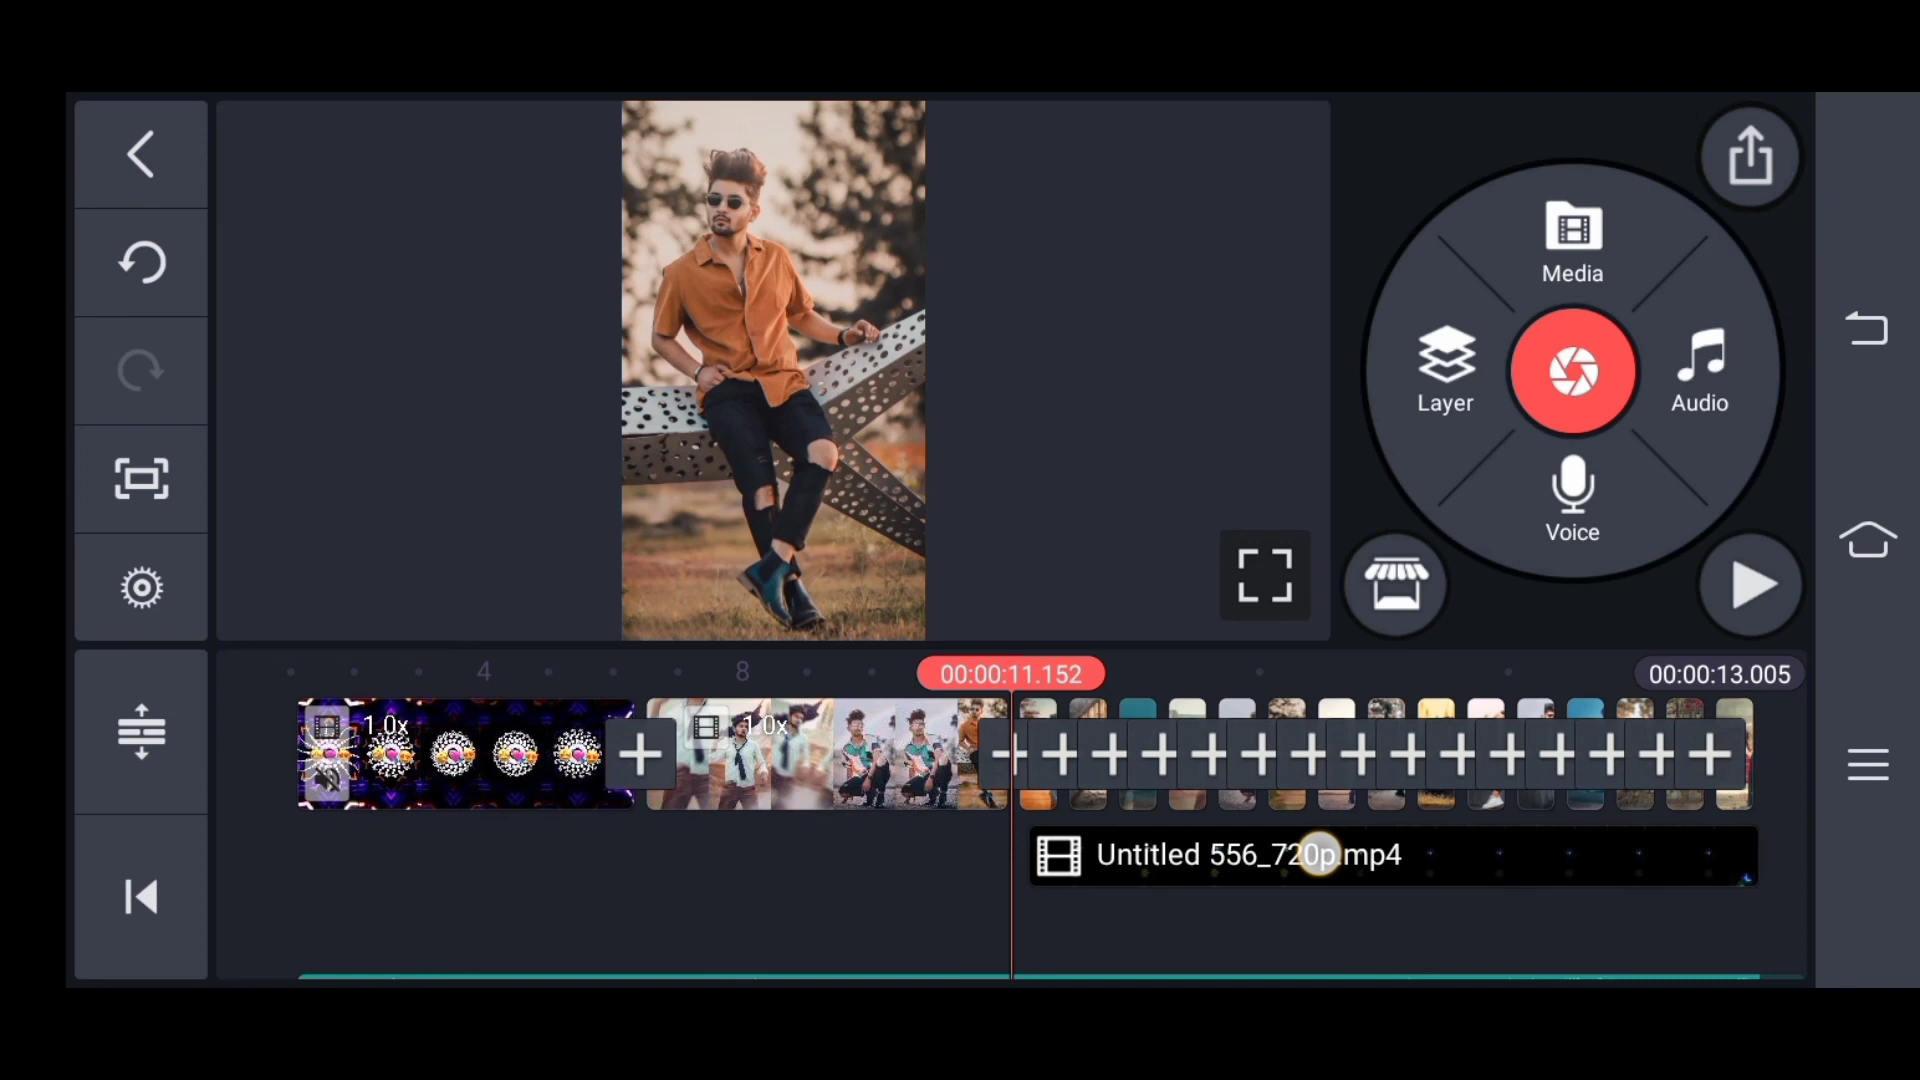 Media
Layer
Audio
Voice
4
8
00:00:11.152
00:00:13.005
1.0x
1.0x
Untitled 556_720p.mp4